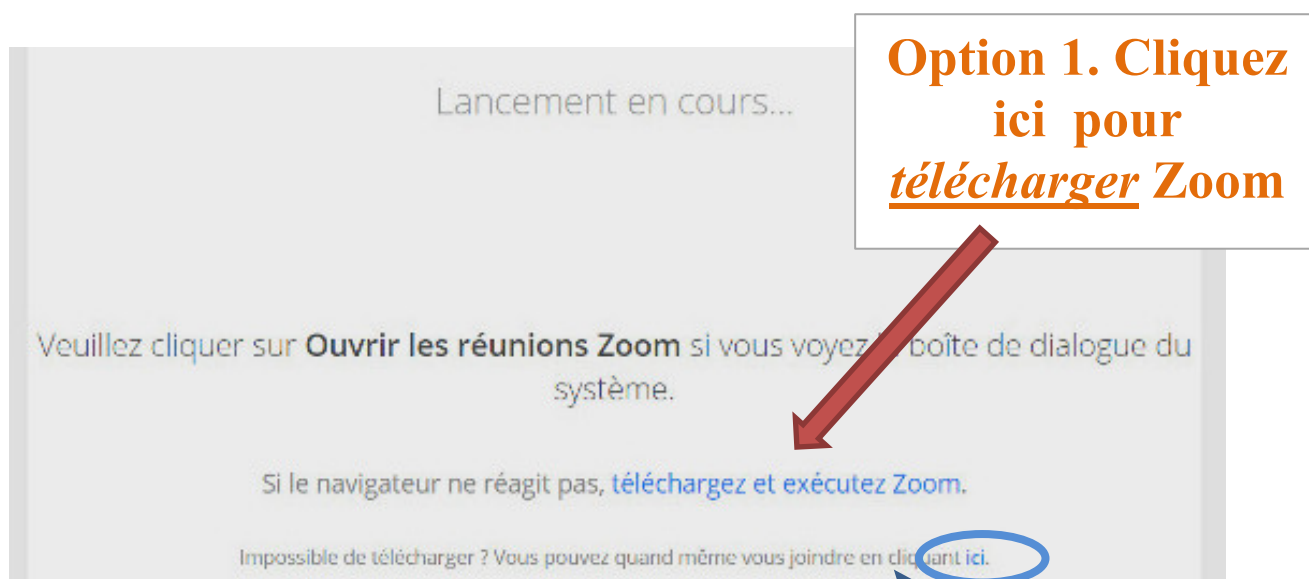 Option 1. Cliquez
ici pour
télécharger Zoom
Lancement en cours...
Veuillez cliquer sur Ouvrir les réunions Zoom si vous voyez boîte de dialogue du
système.
Si le navigateur ne réagit pas, téléchargez et exécutez Zoom.
Impossible de télécharger ? Vous pouvez quand même vous joindre en cliquant ici.